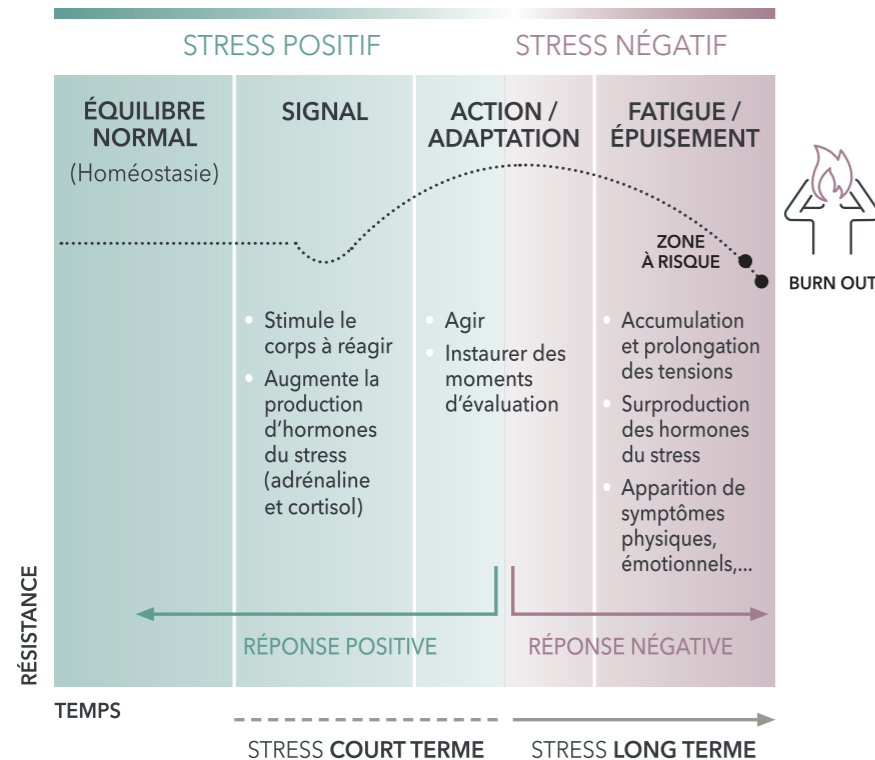 STRESS POSITIF
STRESS NÉGATIF
ÉQUILIBRE
NORMAL
(Homéostasie)
SIGNAL
ACTION /
ADAPTATION
FATIGUE /
ÉPUISEMENT
ZONE
À RISQUE
BURN OUT
• Stimule le
corps à réagir
• Augmente la
production
d'hormones
du stress
(adrénaline
et cortisol)
• Agir
• Instaurer des
moments
d'évaluation
• Accumulation
et prolongation
des tensions
• Surproduction
des hormones
du stress
• Apparition de
symptômes
physiques,
émotionnels,...
RÉSISTANCE
RÉPONSE POSITIVE
RÉPONSE NÉGATIVE
TEMPS
STRESS COURT TERME
STRESS LONG TERME